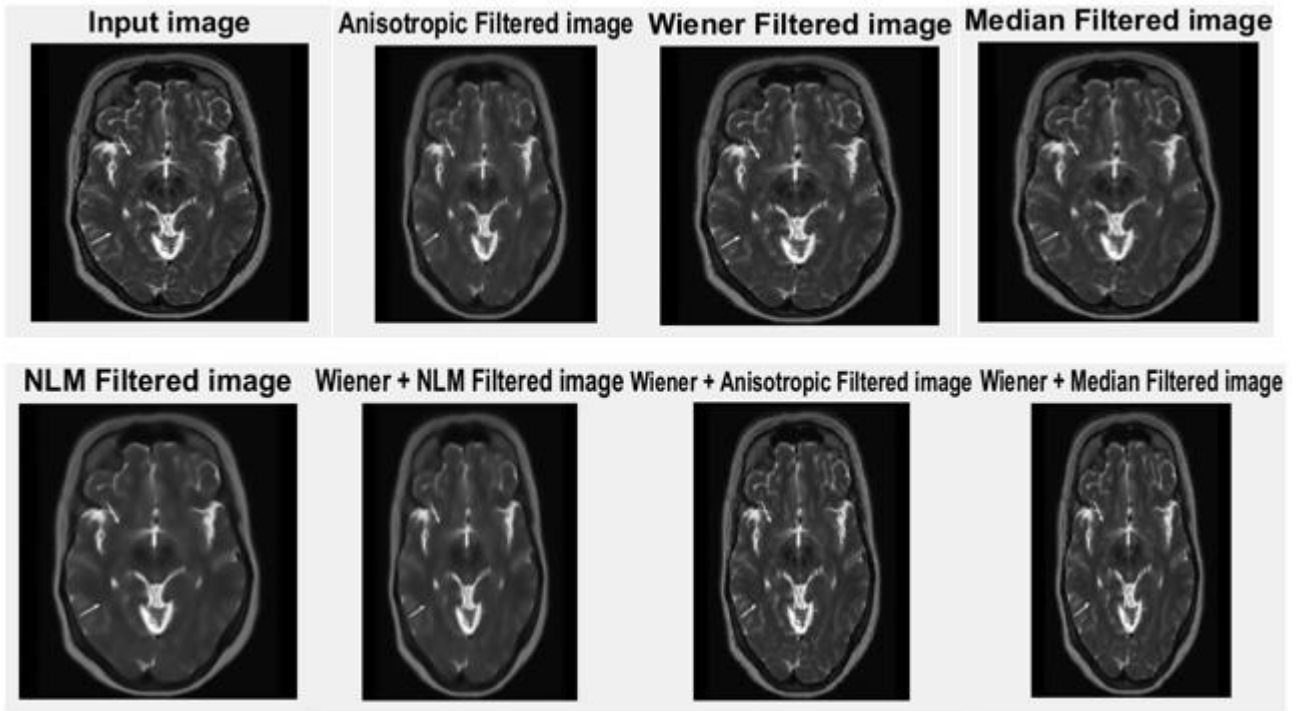 Input image
Anisotropic Filtered image
Wiener Filtered image
Median Filtered image
NLM Filtered image
Wiener + NLM Filtered image
Wiener + Anisotropic Filtered image
Wiener + Median Filtered image